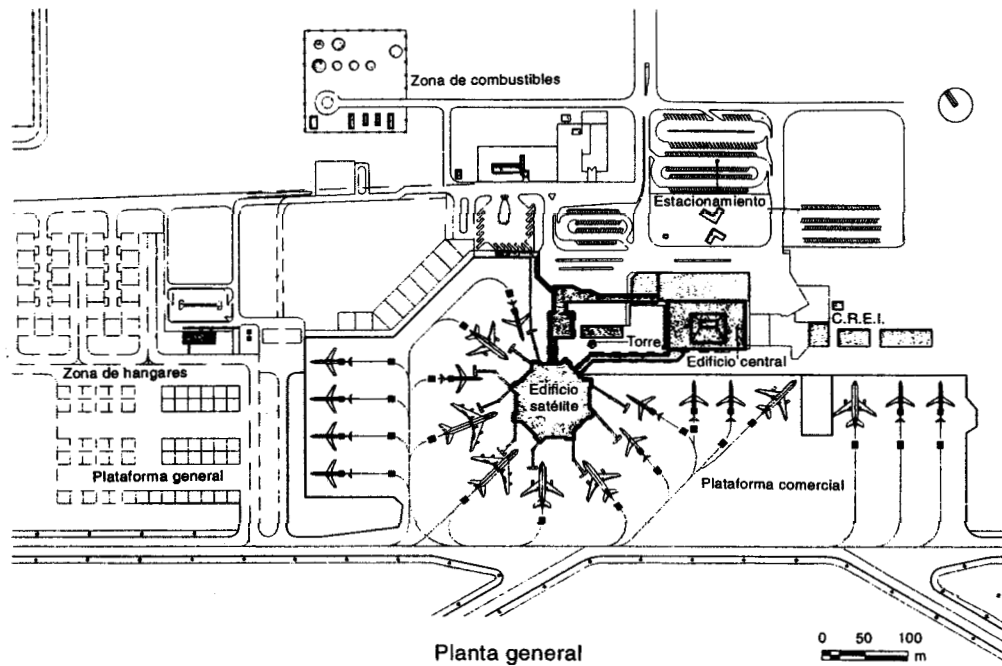 Zona de combustibles
Estacionamiento
C.R.E.I.
Torre
Edificio central
Zona de hangares
Edificio
satélite
Plataforma general
Plataforma comercial
Planta general
0 50 100
m